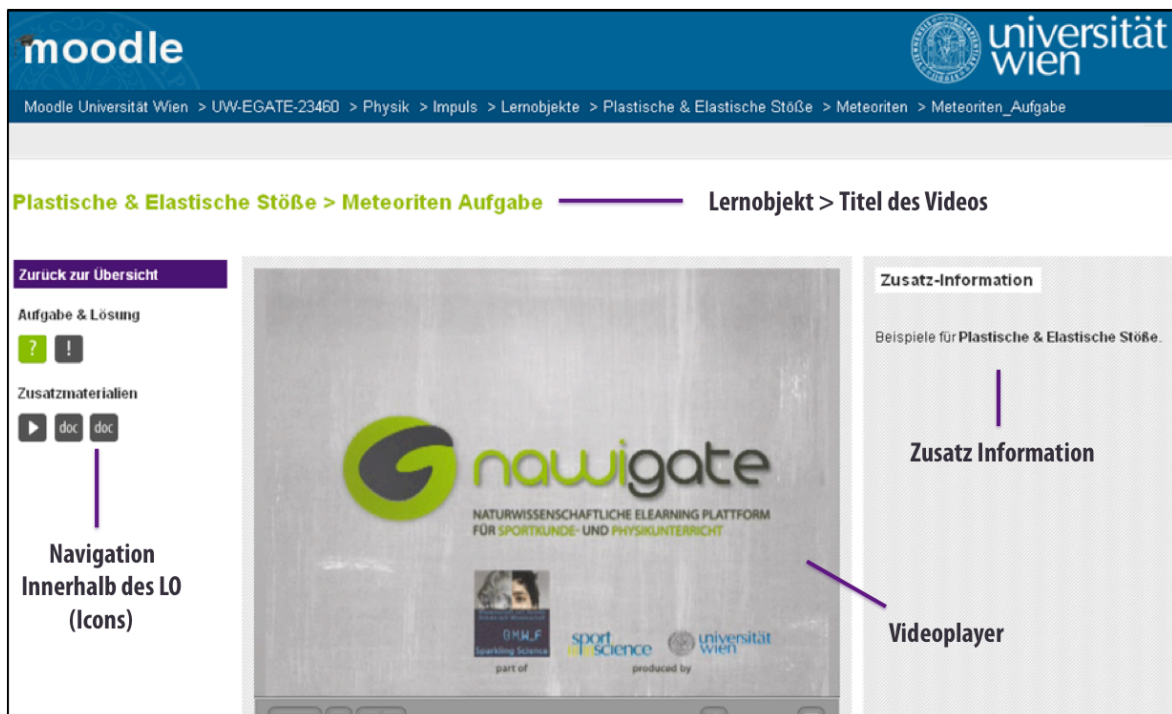 moodle
universität
wien
Moodle Universität Wien > UW-EGATE-23460 > Physik > Impuls > Lernobjekte > Plastische & Elastische Stöße > Meteoriten > Meteoriten_Aufgabe
Plastische & Elastische Stöße > Meteoriten Aufgabe
Lernobjekt > Titel des Videos
Zurück zur Übersicht
Aufgabe & Lösung
? !
Zusatzmaterialien
doc doc
Navigation
Innerhalb des LO
(Icons)
nawigate
NATURWISSENSCHAFTLICHE ELEARNING PLATTFORM
FÜR SPORTKUNDE- UND PHYSIKUNTERRICHT
Sparkling Science
part of
sport
science
universität
wien
produced by
Zusatz-Information
Beispiele für Plastische & Elastische Stöße.
Zusatz Information
Videoplayer